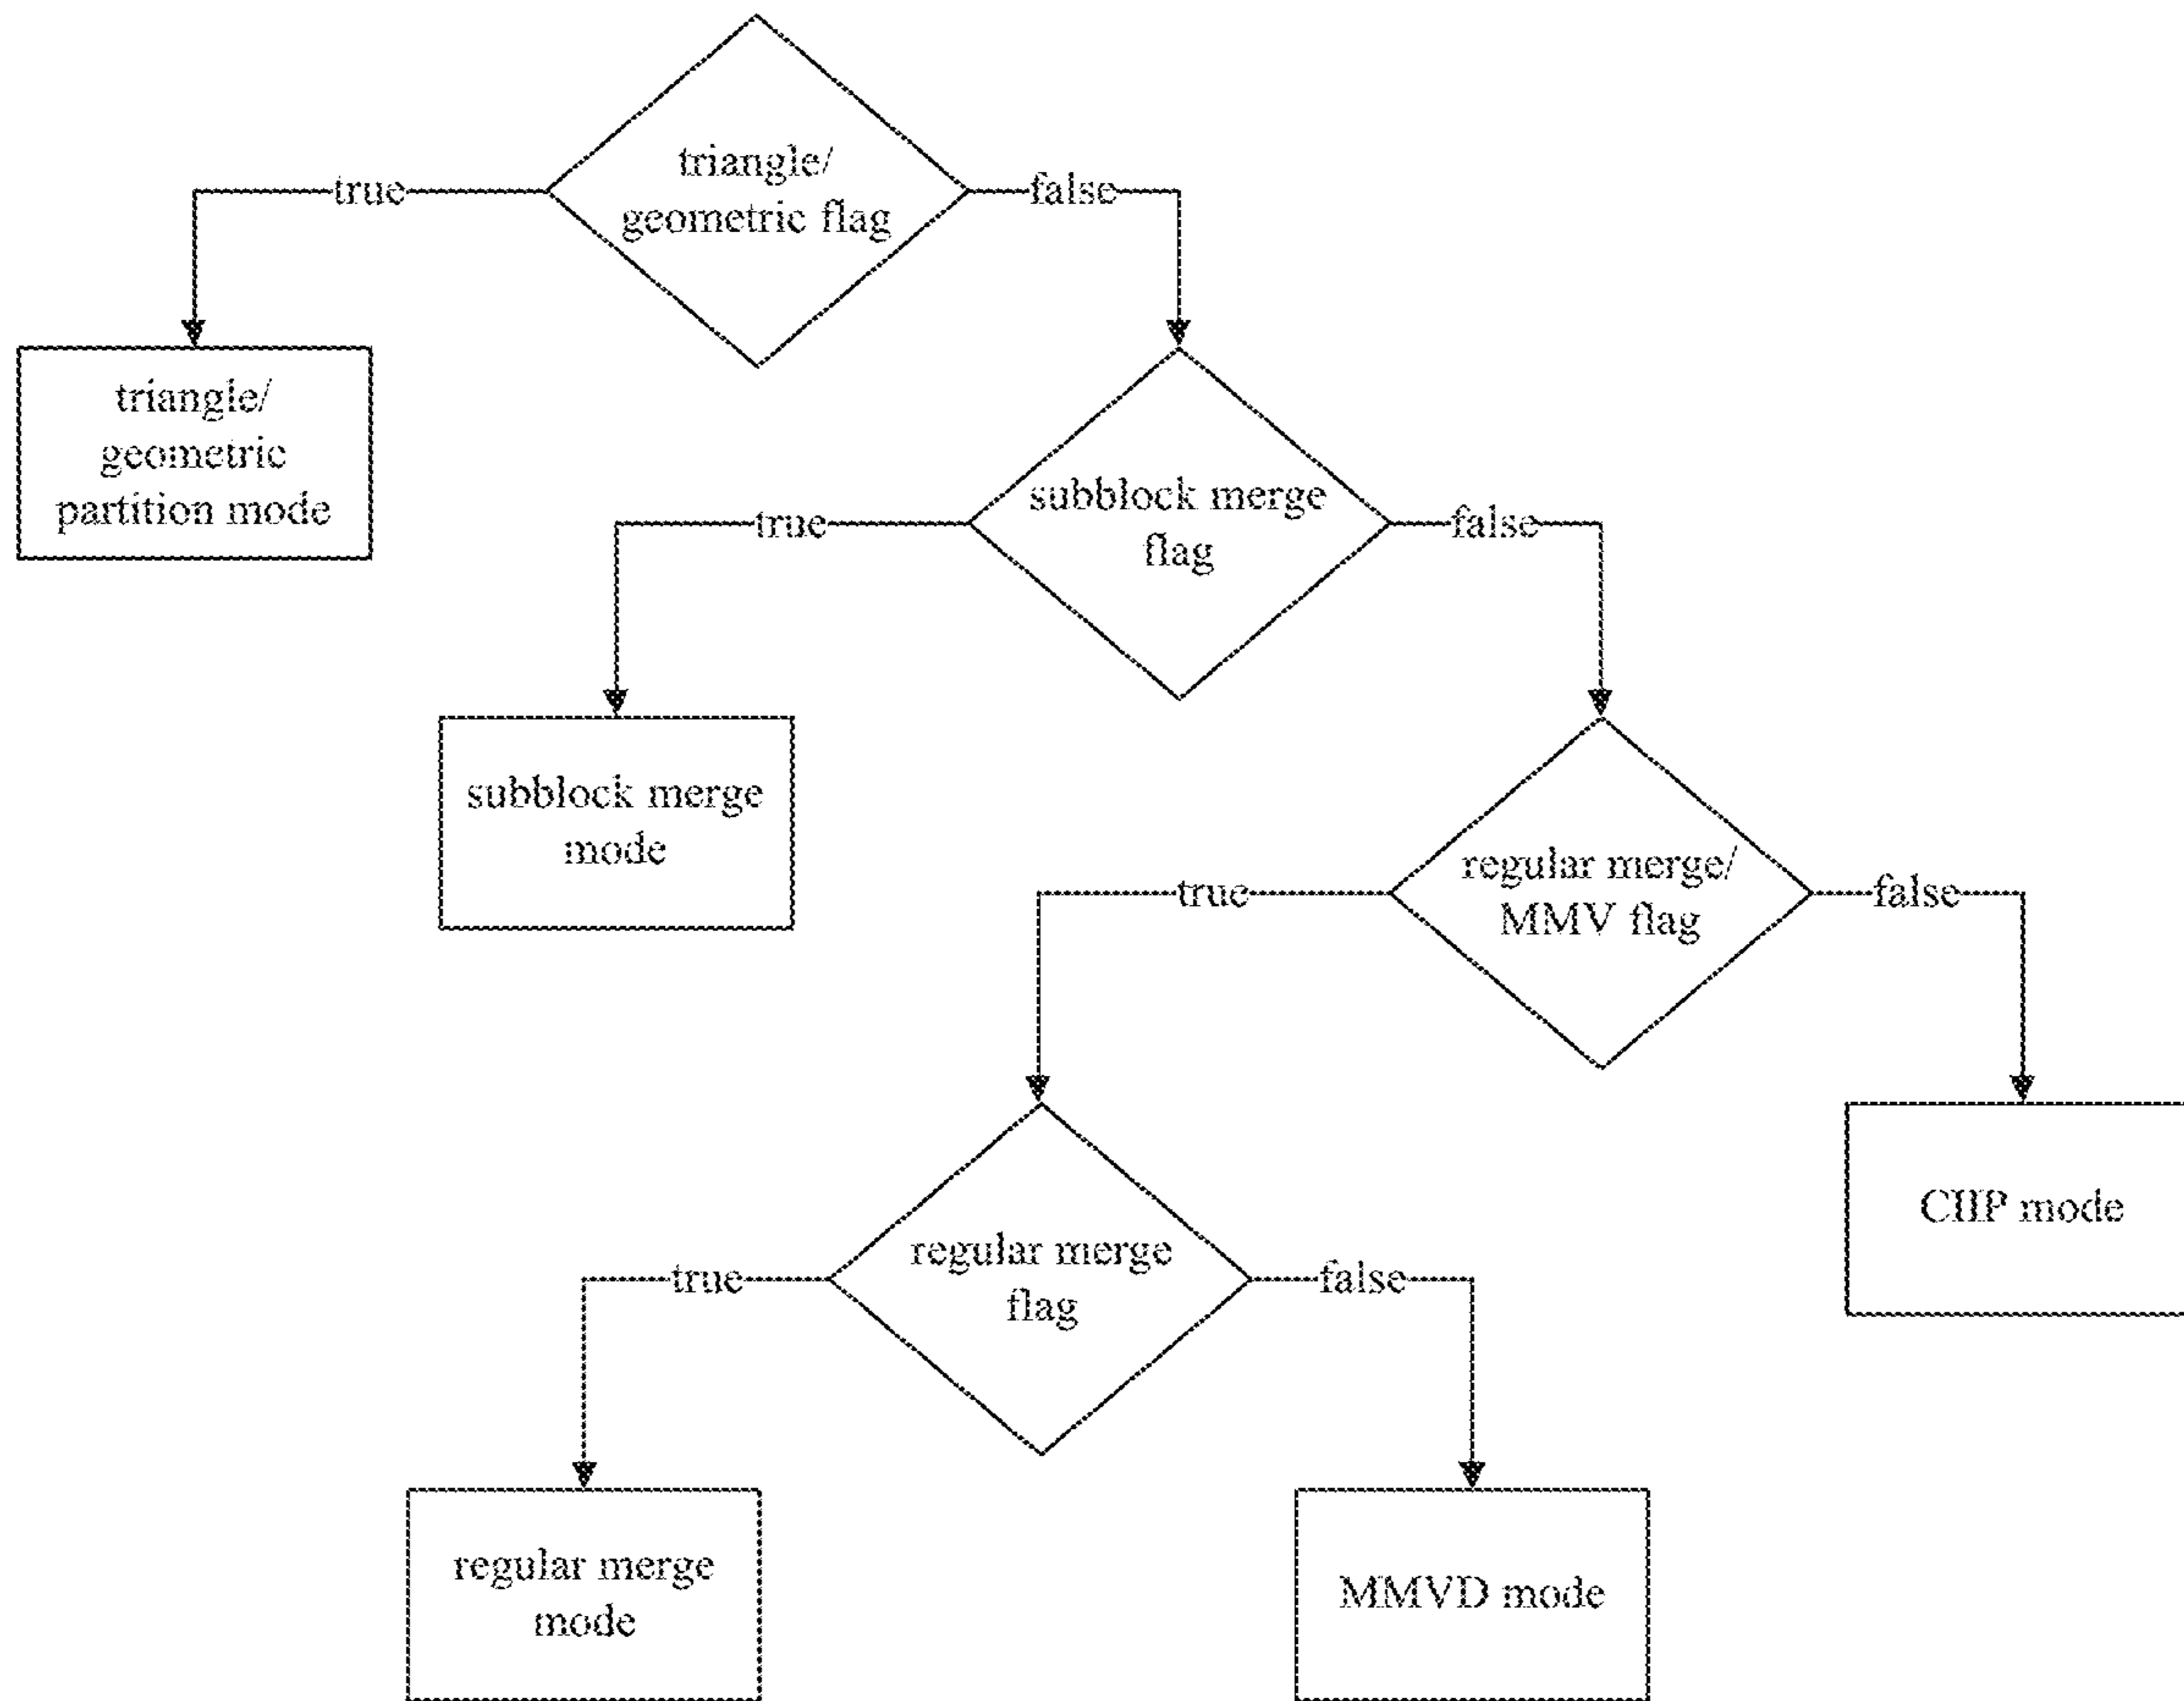 triangle/
geometric flag
true
false
triangle/
geometric
partition mode
subblock merge
flag
true
false
subblock merge
mode
regular merge/
MMV flag
true
false
regular merge
flag
true
false
CIIP mode
regular merge
mode
MMVD mode